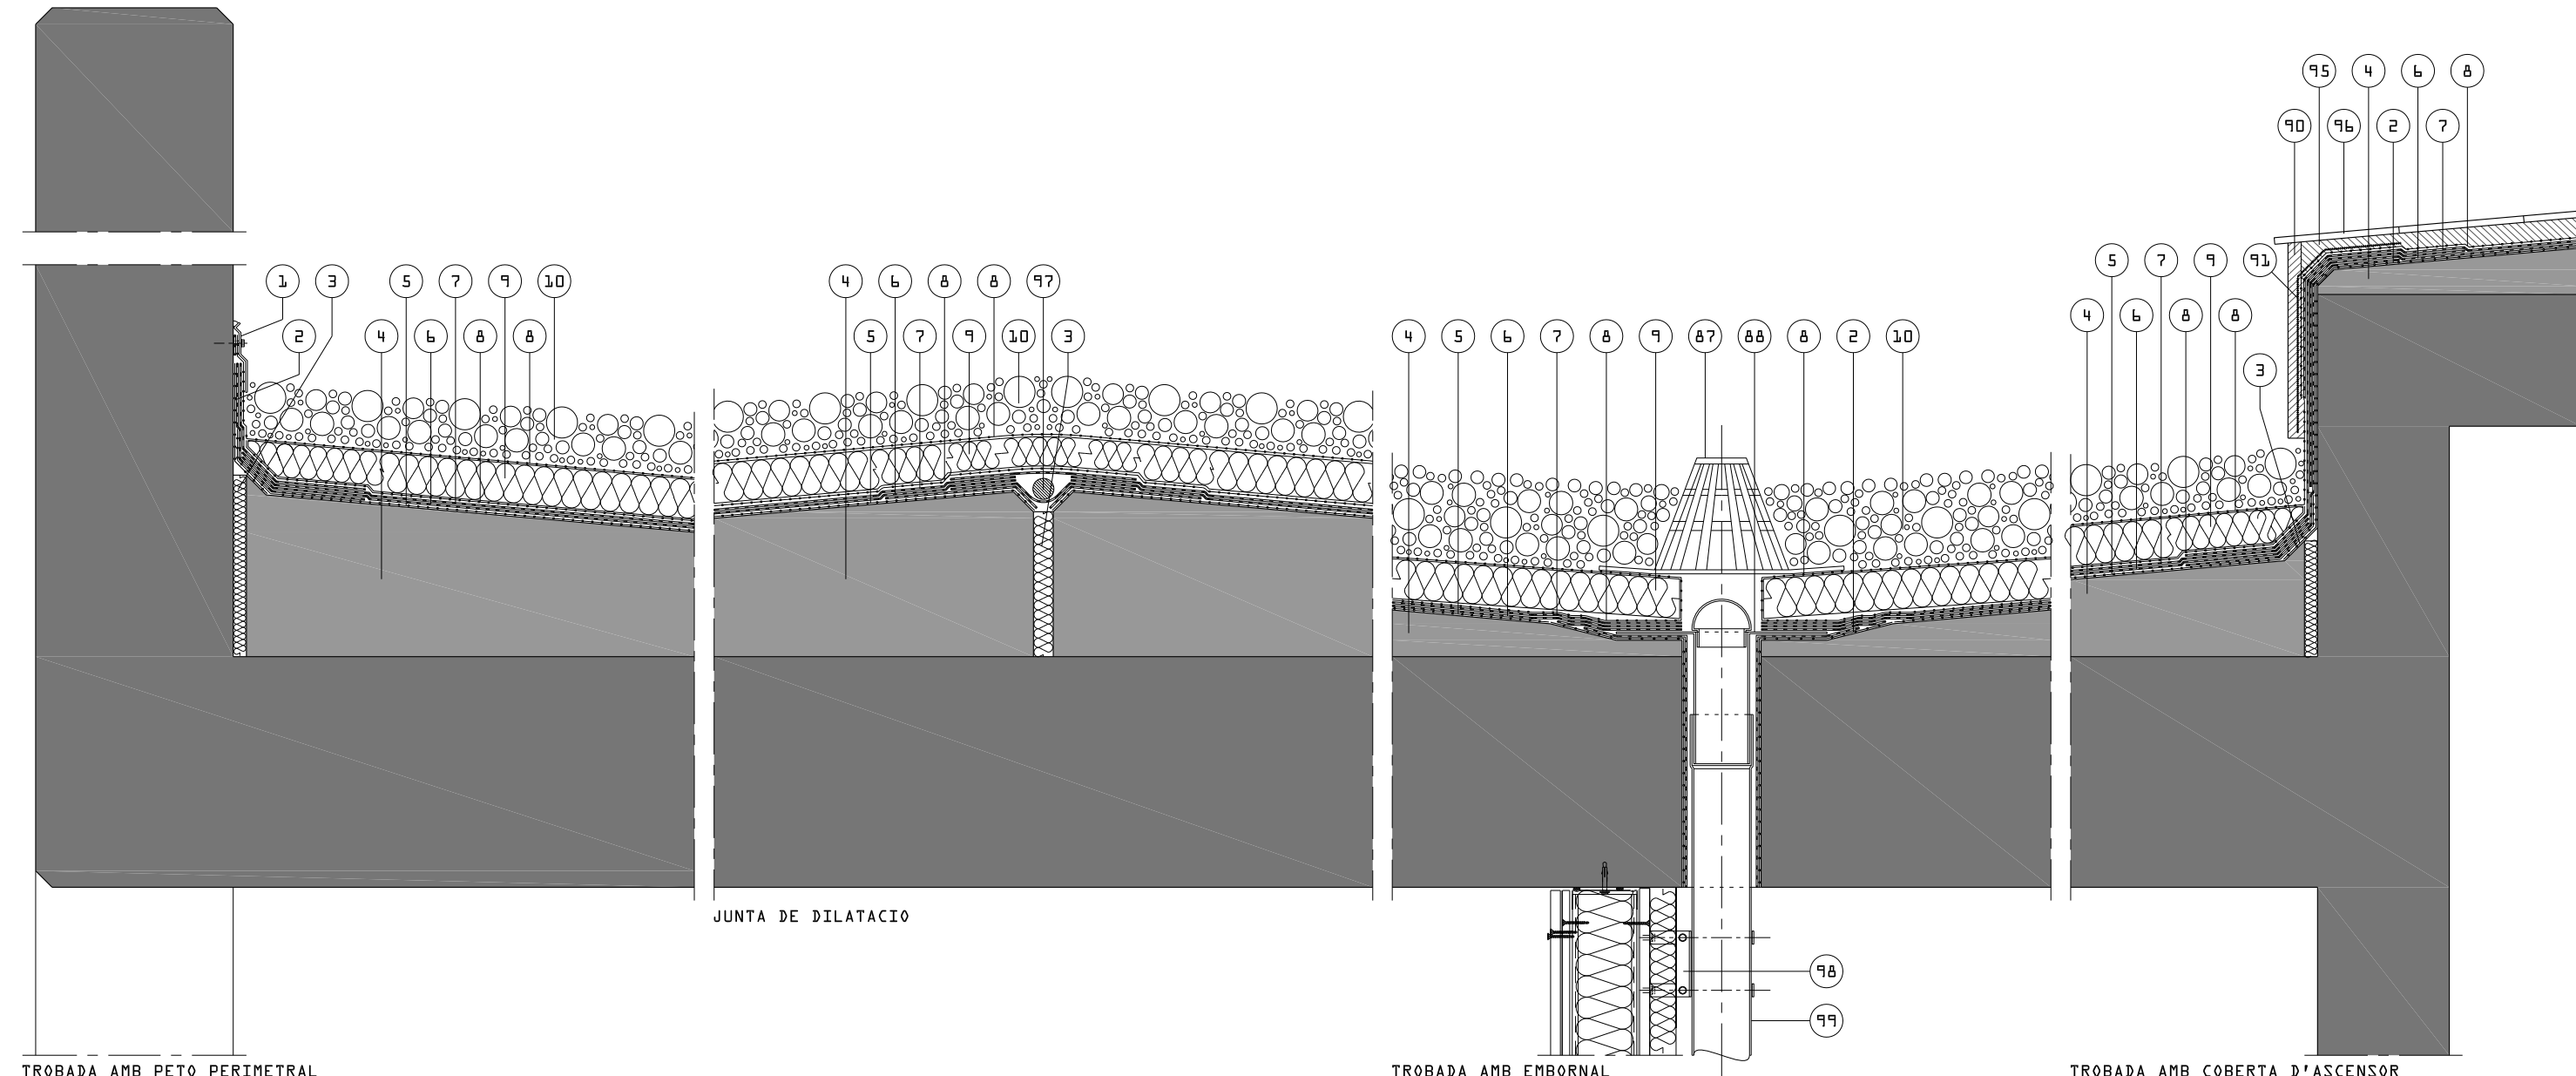 95 4 6 8
90 96 2 7
5 7 9 91
1 3 5 7 9 10
4 6 8 8 97
4 6 8 8
2 4 6 8 8
5 7 9 10 3
4 5 6 7 8 9 87 88 8 2 10
3
JUNTA DE DILATACIO
98
99
TROBADA AMB PETO PERIMETRAL
TROBADA AMB EMBORNAL
TROBADA AMB COBERTA D'ASCENSOR